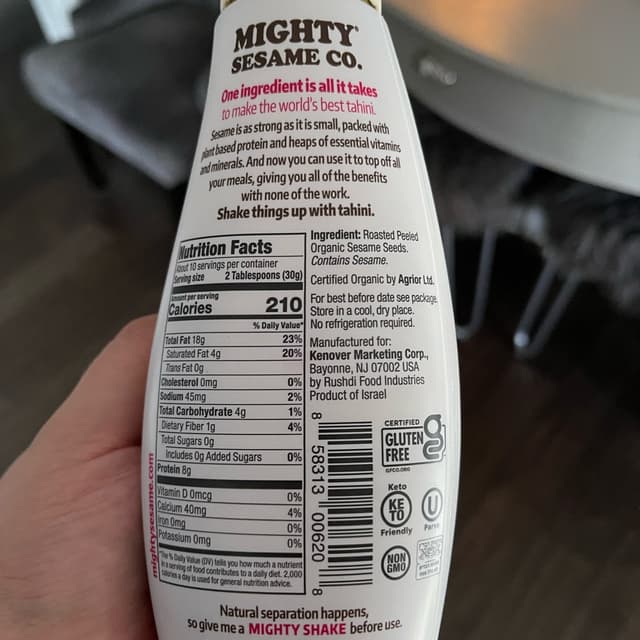 MIGHTY
SESAME CO.
One ingredient is all it takes
to make the world's best tahini.
Sesame is as strong as it is small, packed with
plant based protein and heaps of essential vitamins
and minerals. And now you can use it to top off all
your meals, giving you all of the benefits
with none of the work.
Shake things up with tahini.
Nutrition Facts
About 10 servings per container
Serving size 2 Tablespoons (30g)
Amount per serving
Calories 210
% Daily Value*
Total Fat 18g 23%
Saturated Fat 4g 20%
Trans Fat 0g
Cholesterol 0mg 0%
Sodium 45mg 2%
Total Carbohydrate 4g 1%
Dietary Fiber 1g 4%
Total Sugars 0g
Includes 0g Added Sugars 0%
Protein 8g
Vitamin D 0mcg 0%
Calcium 40mg 4%
Iron 0mg 0%
Potassium 0mg 0%
*The % Daily Value (DV) tells you how much a nutrient
in a serving of food contributes to a daily diet. 2,000
calories a day is used for general nutrition advice.
Ingredient: Roasted Peeled
Organic Sesame Seeds.
Contains Sesame.
Certified Organic by Agrior Ltd.
For best before date see package.
Store in a cool, dry place.
No refrigeration required.
Manufactured for:
Kenover Marketing Corp.,
Bayonne, NJ 07002 USA
by Rushdi Food Industries
Product of Israel
8 58313 00620 8
CERTIFIED
GLUTEN
FREE
GFCO.ORG
Keto
KE
TO
Friendly
U
Parve
NON
GMO
mightysesame.com
Natural separation happens,
so give me a MIGHTY SHAKE before use.